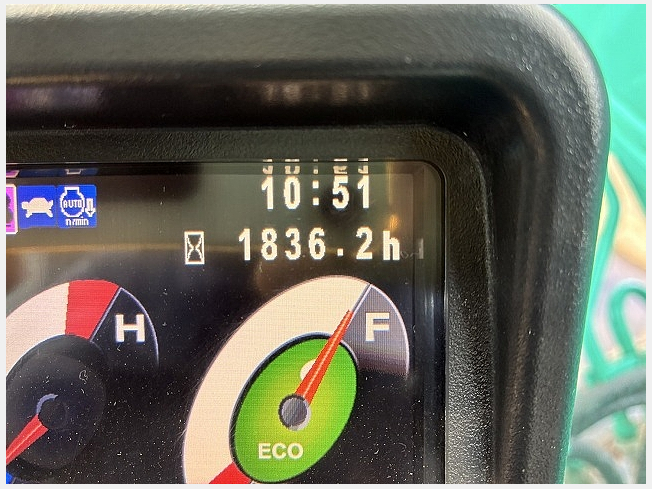 10:51
AUTO
n/min
1836.2h
H
F
ECO